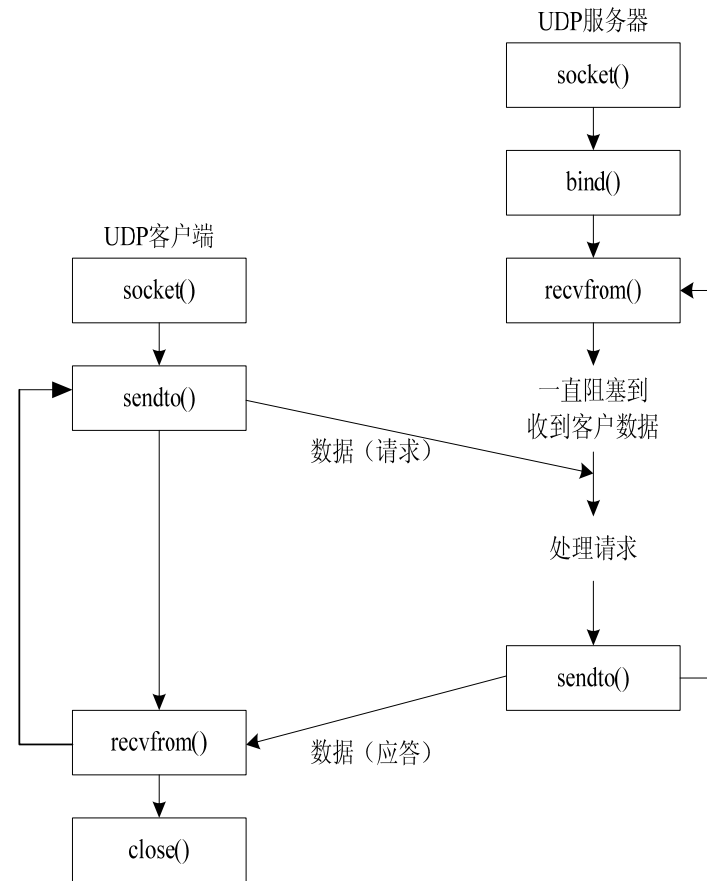 UDP服务器
socket()
bind()
recvfrom()
一直阻塞到
收到客户数据
处理请求
sendto()
UDP客户端
socket()
sendto()
数据（请求）
recvfrom()
数据（应答）
close()